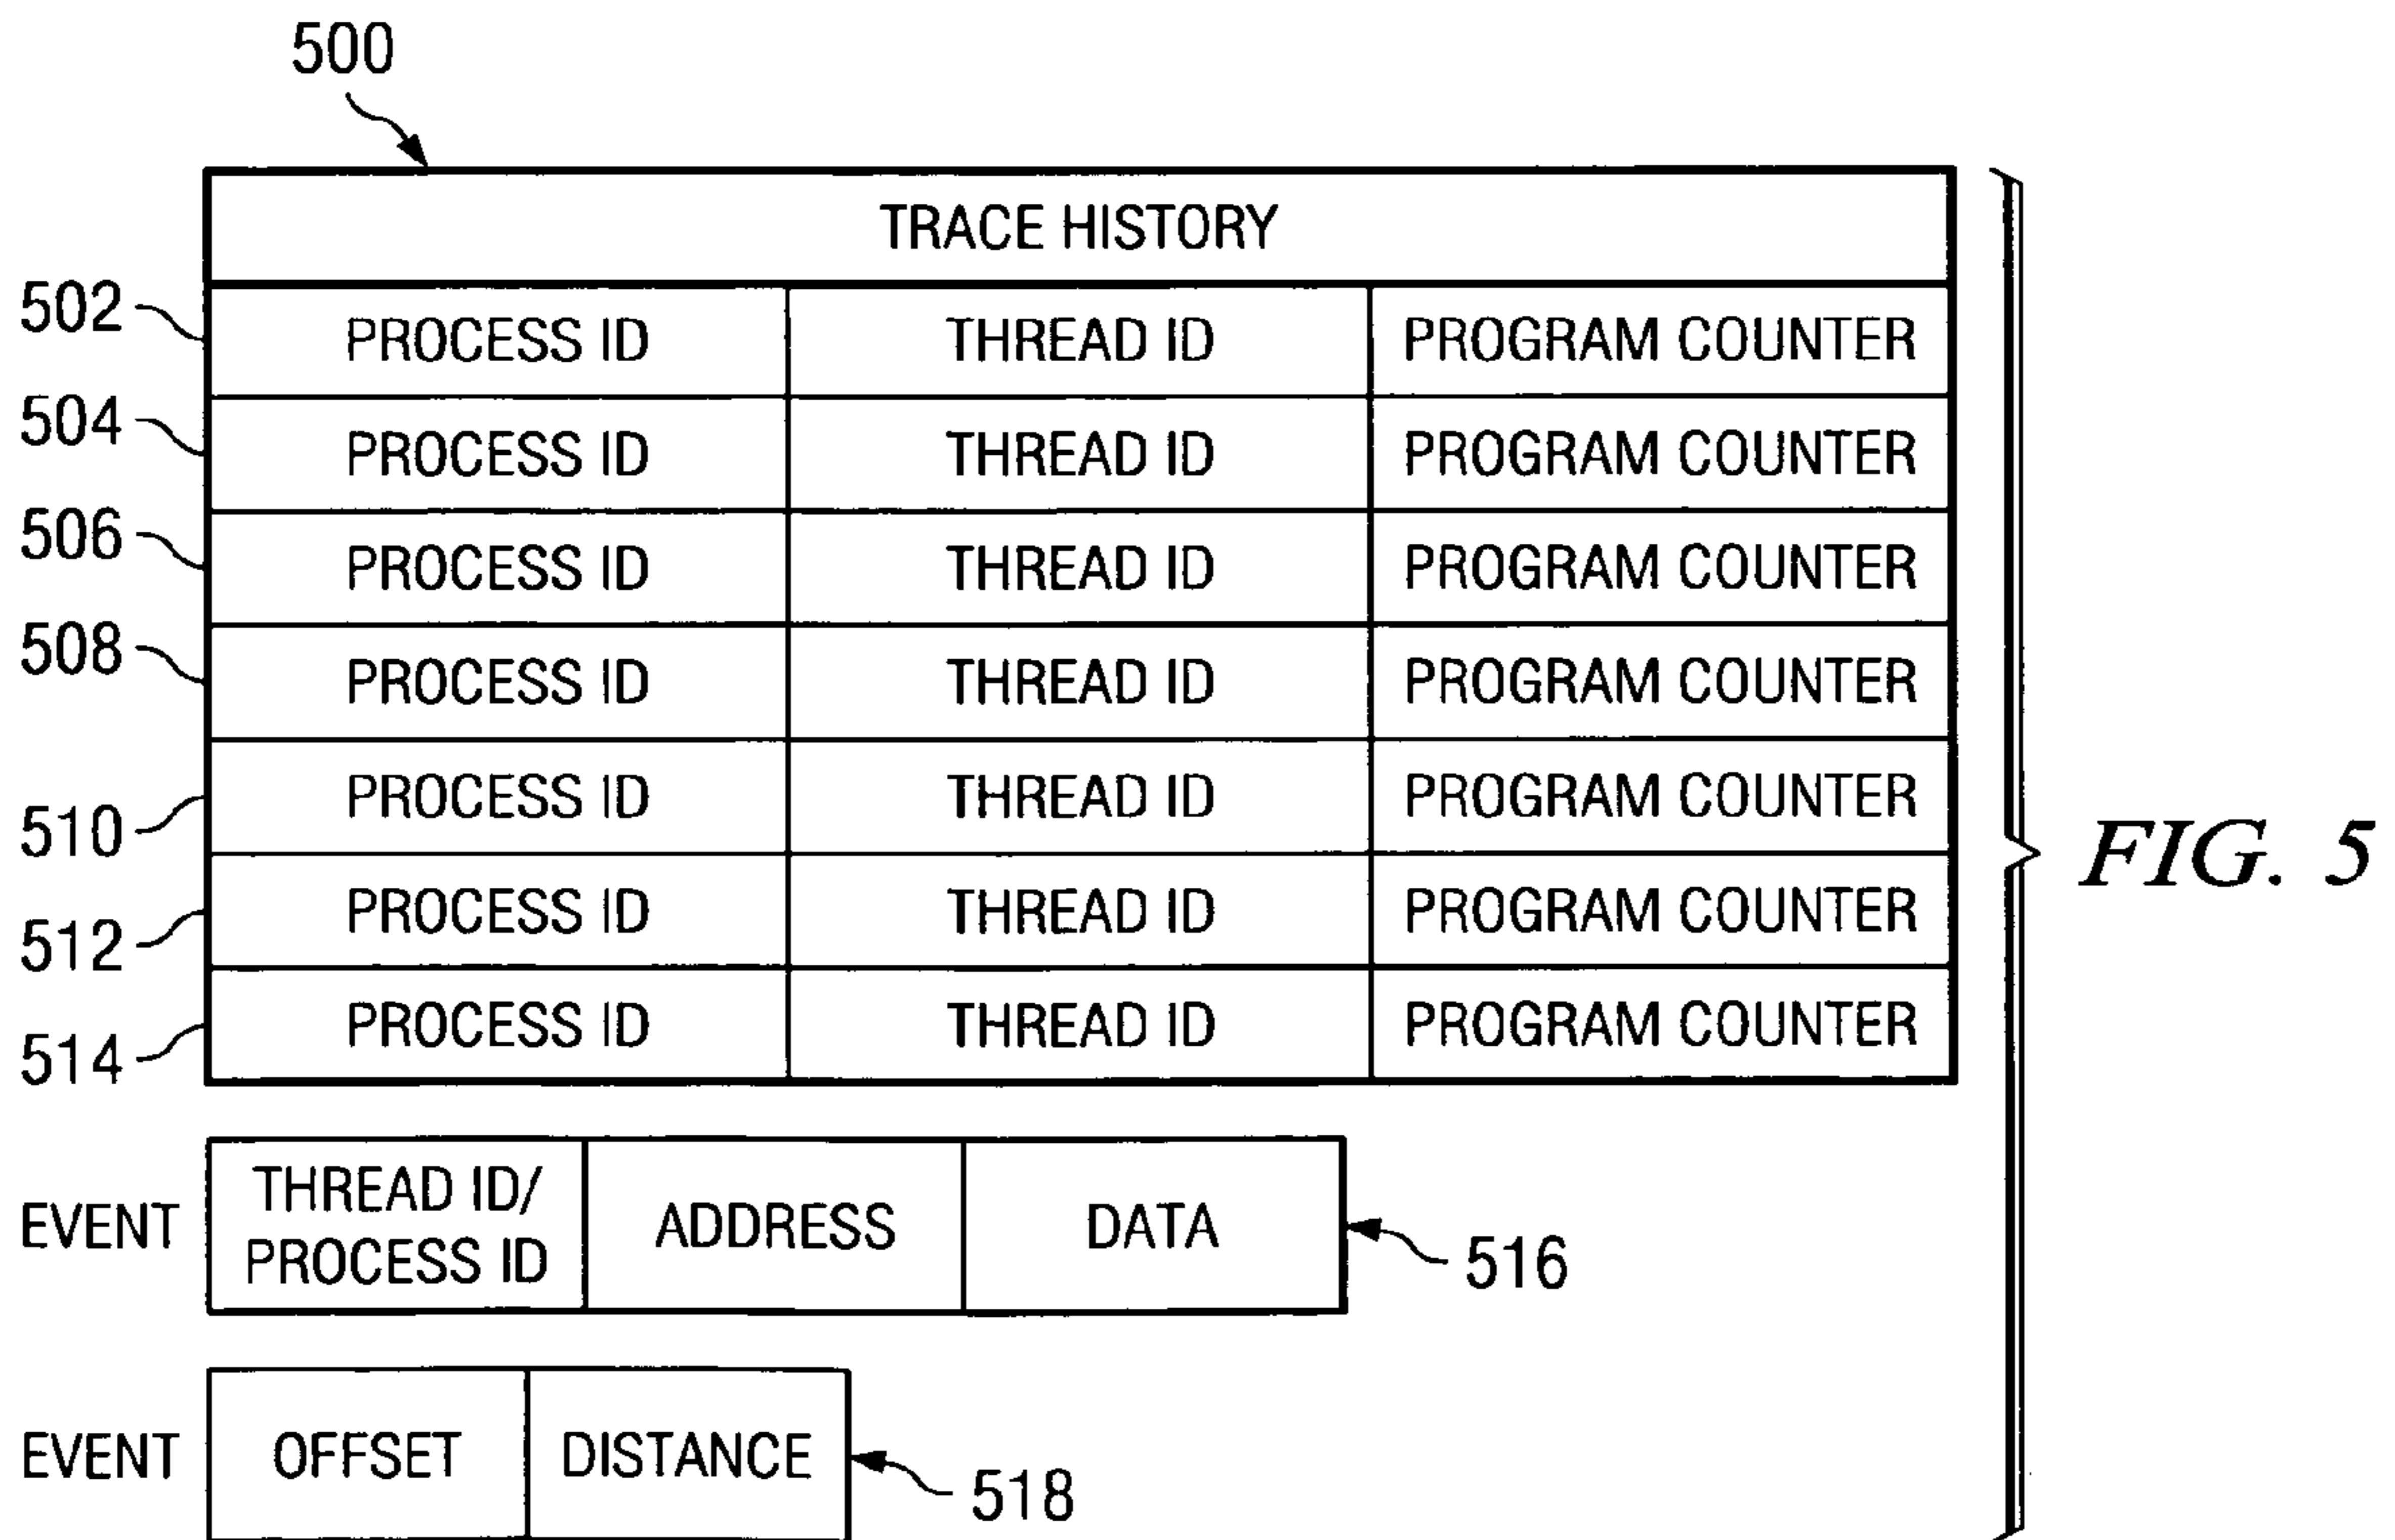 500
TRACE HISTORY
502 PROCESS ID THREAD ID PROGRAM COUNTER
504 PROCESS ID THREAD ID PROGRAM COUNTER
506 PROCESS ID THREAD ID PROGRAM COUNTER
508 PROCESS ID THREAD ID PROGRAM COUNTER
510 PROCESS ID THREAD ID PROGRAM COUNTER
512 PROCESS ID THREAD ID PROGRAM COUNTER
514 PROCESS ID THREAD ID PROGRAM COUNTER
FIG. 5
EVENT
THREAD ID/
PROCESS ID
ADDRESS
DATA
516
EVENT
OFFSET
DISTANCE
518